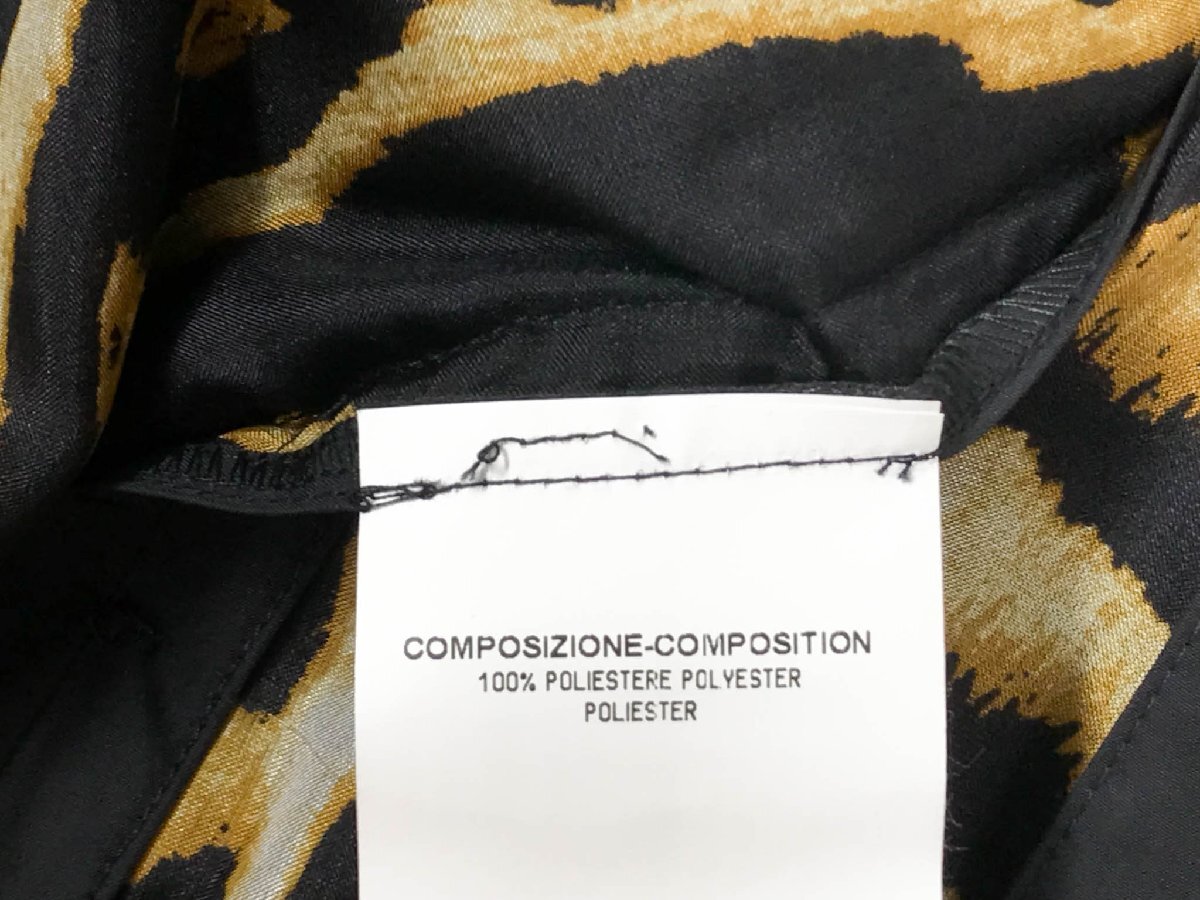 COMPOSIZIONE-COMPOSITION
100% POLIESTERE POLYESTER
POLIESTER